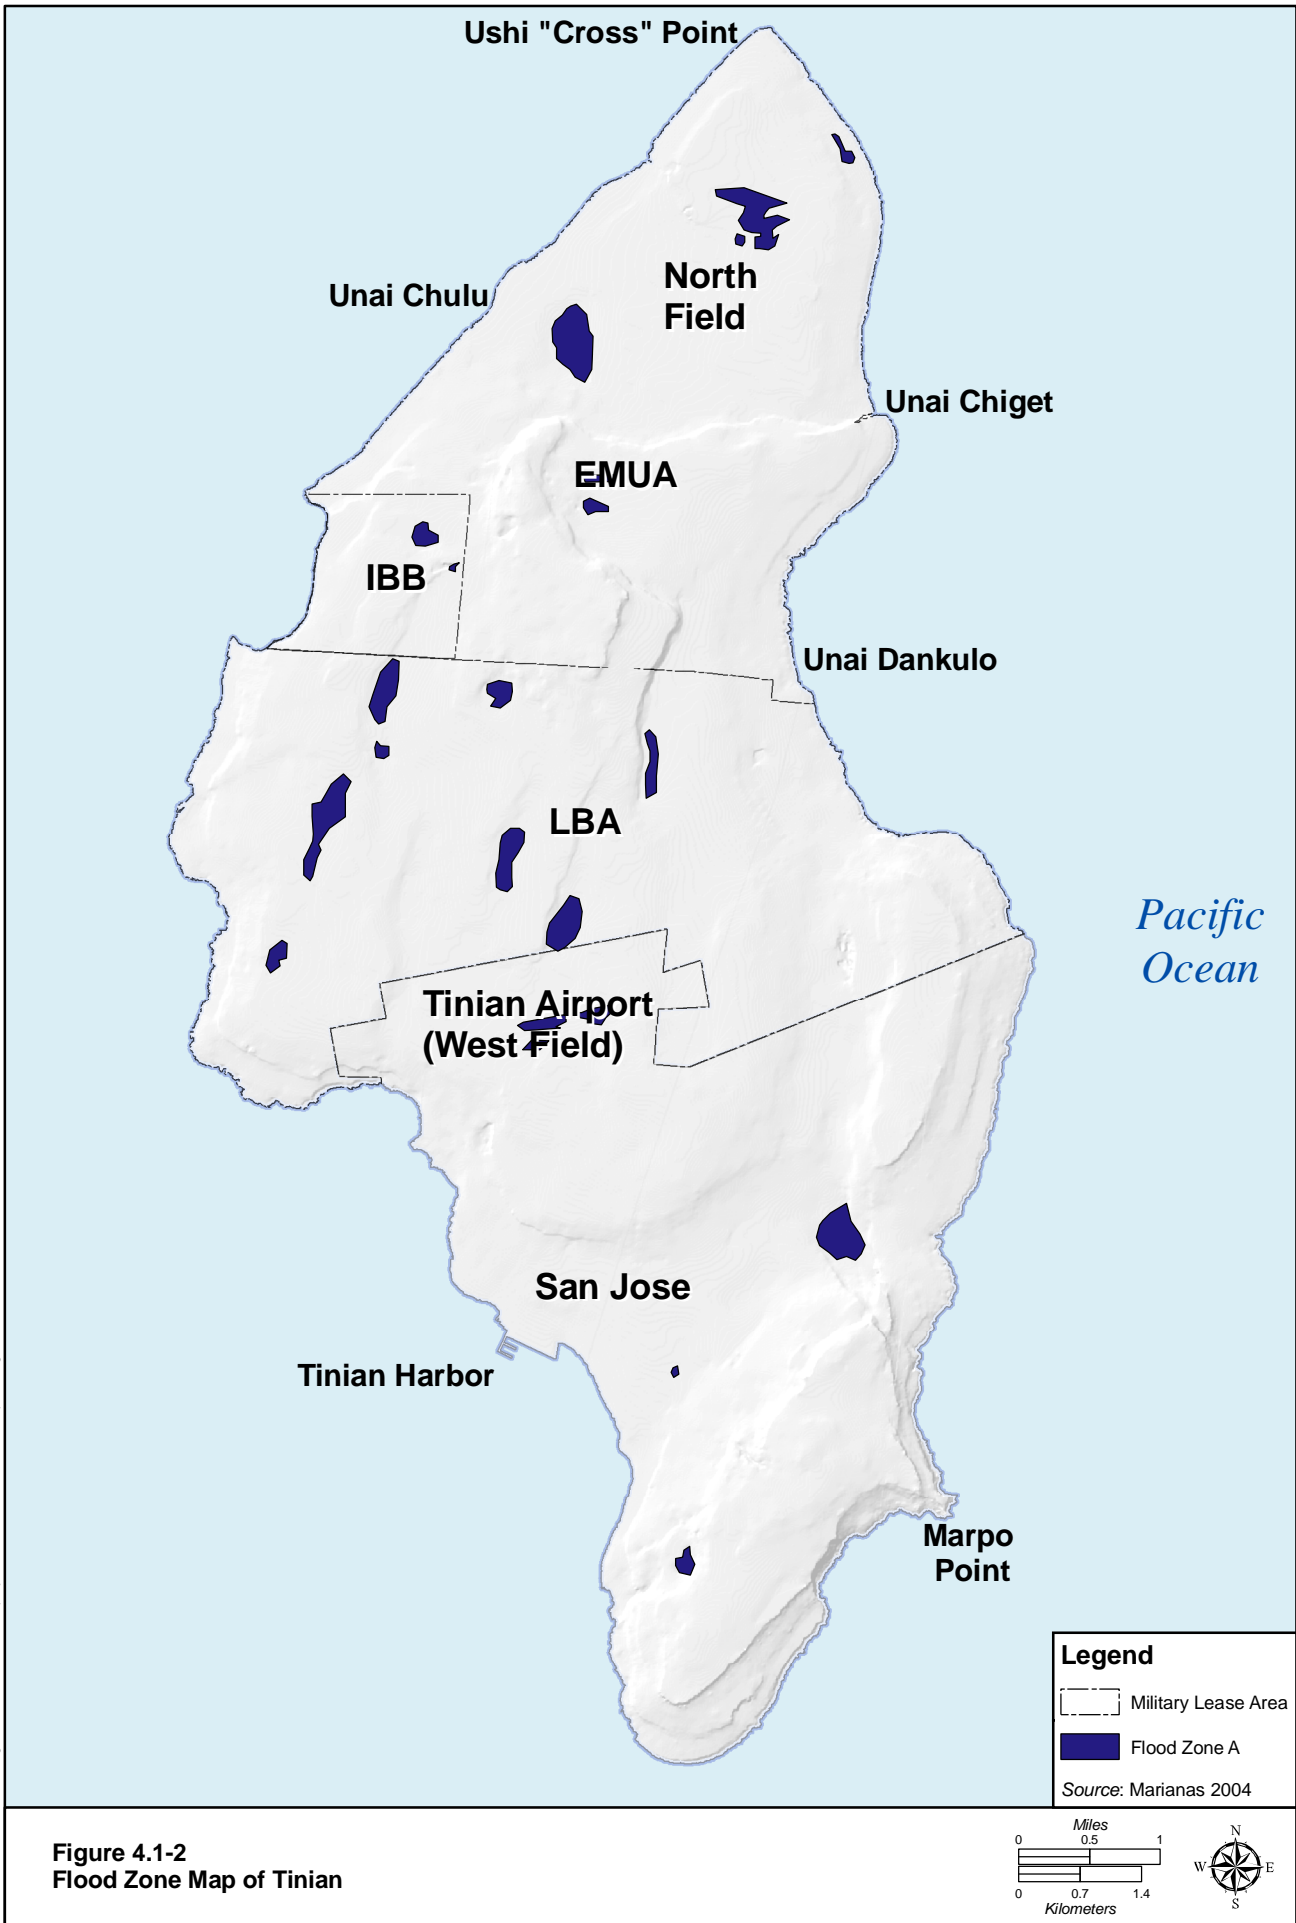 Ushi "Cross" Point
North
Field
Unai Chulu
Unai Chiget
EMUA
IBB
Unai Dankulo
LBA
Pacific
Ocean
Tinian Airport
(West Field)
San Jose
Tinian Harbor
Marpo
Point
Legend
Military Lease Area
Flood Zone A
Source: Marianas 2004
Figure 4.1-2
Flood Zone Map of Tinian
Miles
0 0.5 1
0 0.7 1.4
Kilometers
N
W E
S